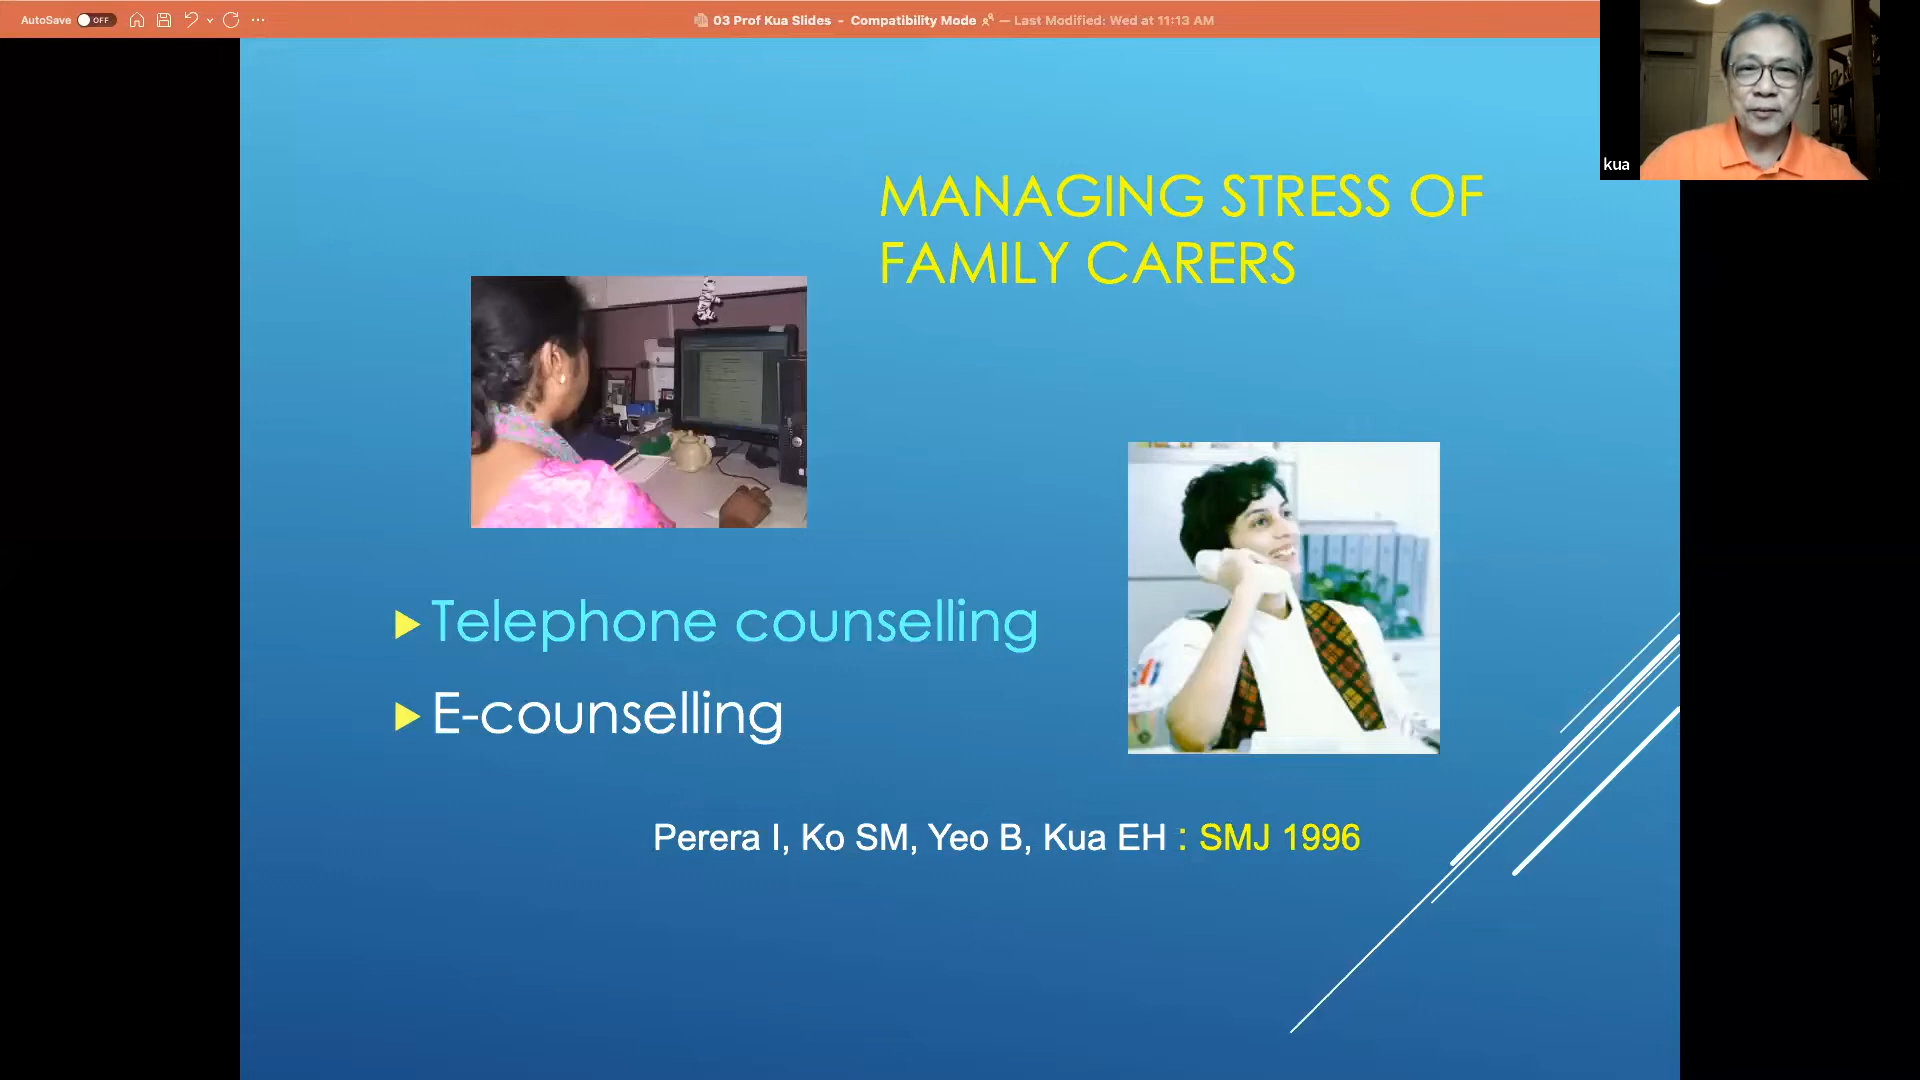 AutoSave OFF
03 Prof Kua Slides - Compatibility Mode — Last Modified: Wed at 11:13 AM
kua
MANAGING STRESS OF
FAMILY CARERS
Telephone counselling
E-counselling
Perera I, Ko SM, Yeo B, Kua EH : SMJ 1996